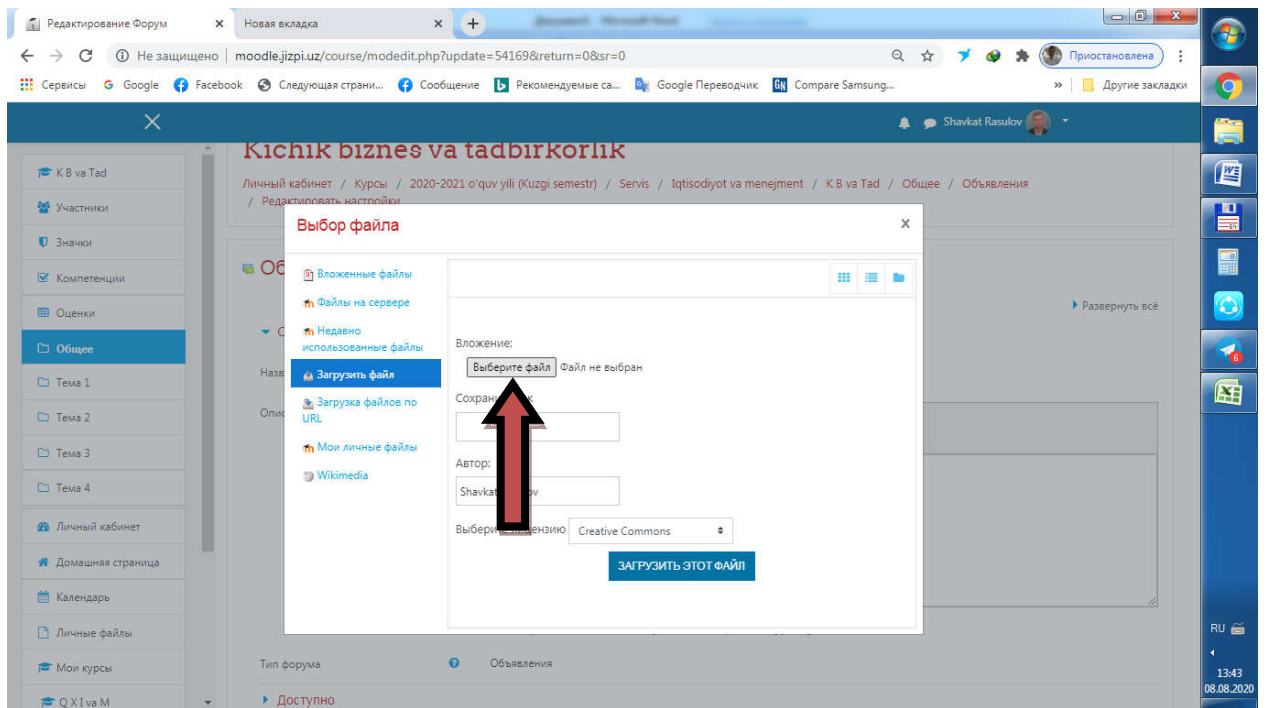 Редактирование Форум
Новая вкладка
Не защищено
moodle.jizpi.uz/course/modedit.php?update=54169&return=0&sr=0
Приостановлена
Сервисы
Google
Facebook
Следующая страни...
Сообщение
Рекомендуемые са...
Google Переводчик
GN Compare Samsung...
»
Другие закладки
Shavkat Rasulov
Kichik biznes va tadbirkorlik
Личный кабинет / Курсы / 2020-2021 o'quv yili (Kuzgi semestr) / Servis / Iqtisodiyot va menejment / K B va Tad / Общее / Объявления
/ Редактировать настройки
K B va Tad
Участники
Значки
Компетенции
Оценки
Общее
Тема 1
Тема 2
Тема 3
Тема 4
Личный кабинет
Домашняя страница
Календарь
Личные файлы
Мои курсы
Q X I va M
Развернуть всё
Выбор файла
Вложенные файлы
Файлы на сервере
Недавно
использованные файлы
Загрузить файл
Загрузка файлов по
URL
Мои личные файлы
Wikimedia
Вложение:
Выберите файл Файл не выбран
Автор:
Creative Commons
ЗАГРУЗИТЬ ЭТОТ ФАЙЛ
Тип форума
Объявления
Доступно
64
6
RU
13:43
08.08.2020